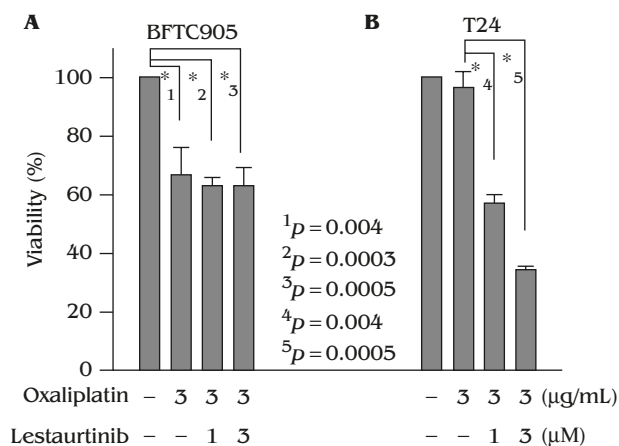 A
BFTC905
B
T24
Viability (%)
100
80
60
40
20
0
*1 *2 *3
*4 *5
1p = 0.004
2p = 0.0003
3p = 0.0005
4p = 0.004
5p = 0.0005
Oxaliplatin – 3 3 3 – 3 3 3 (µg/mL)
Lestaurtinib – – 1 3 – – 1 3 (µM)